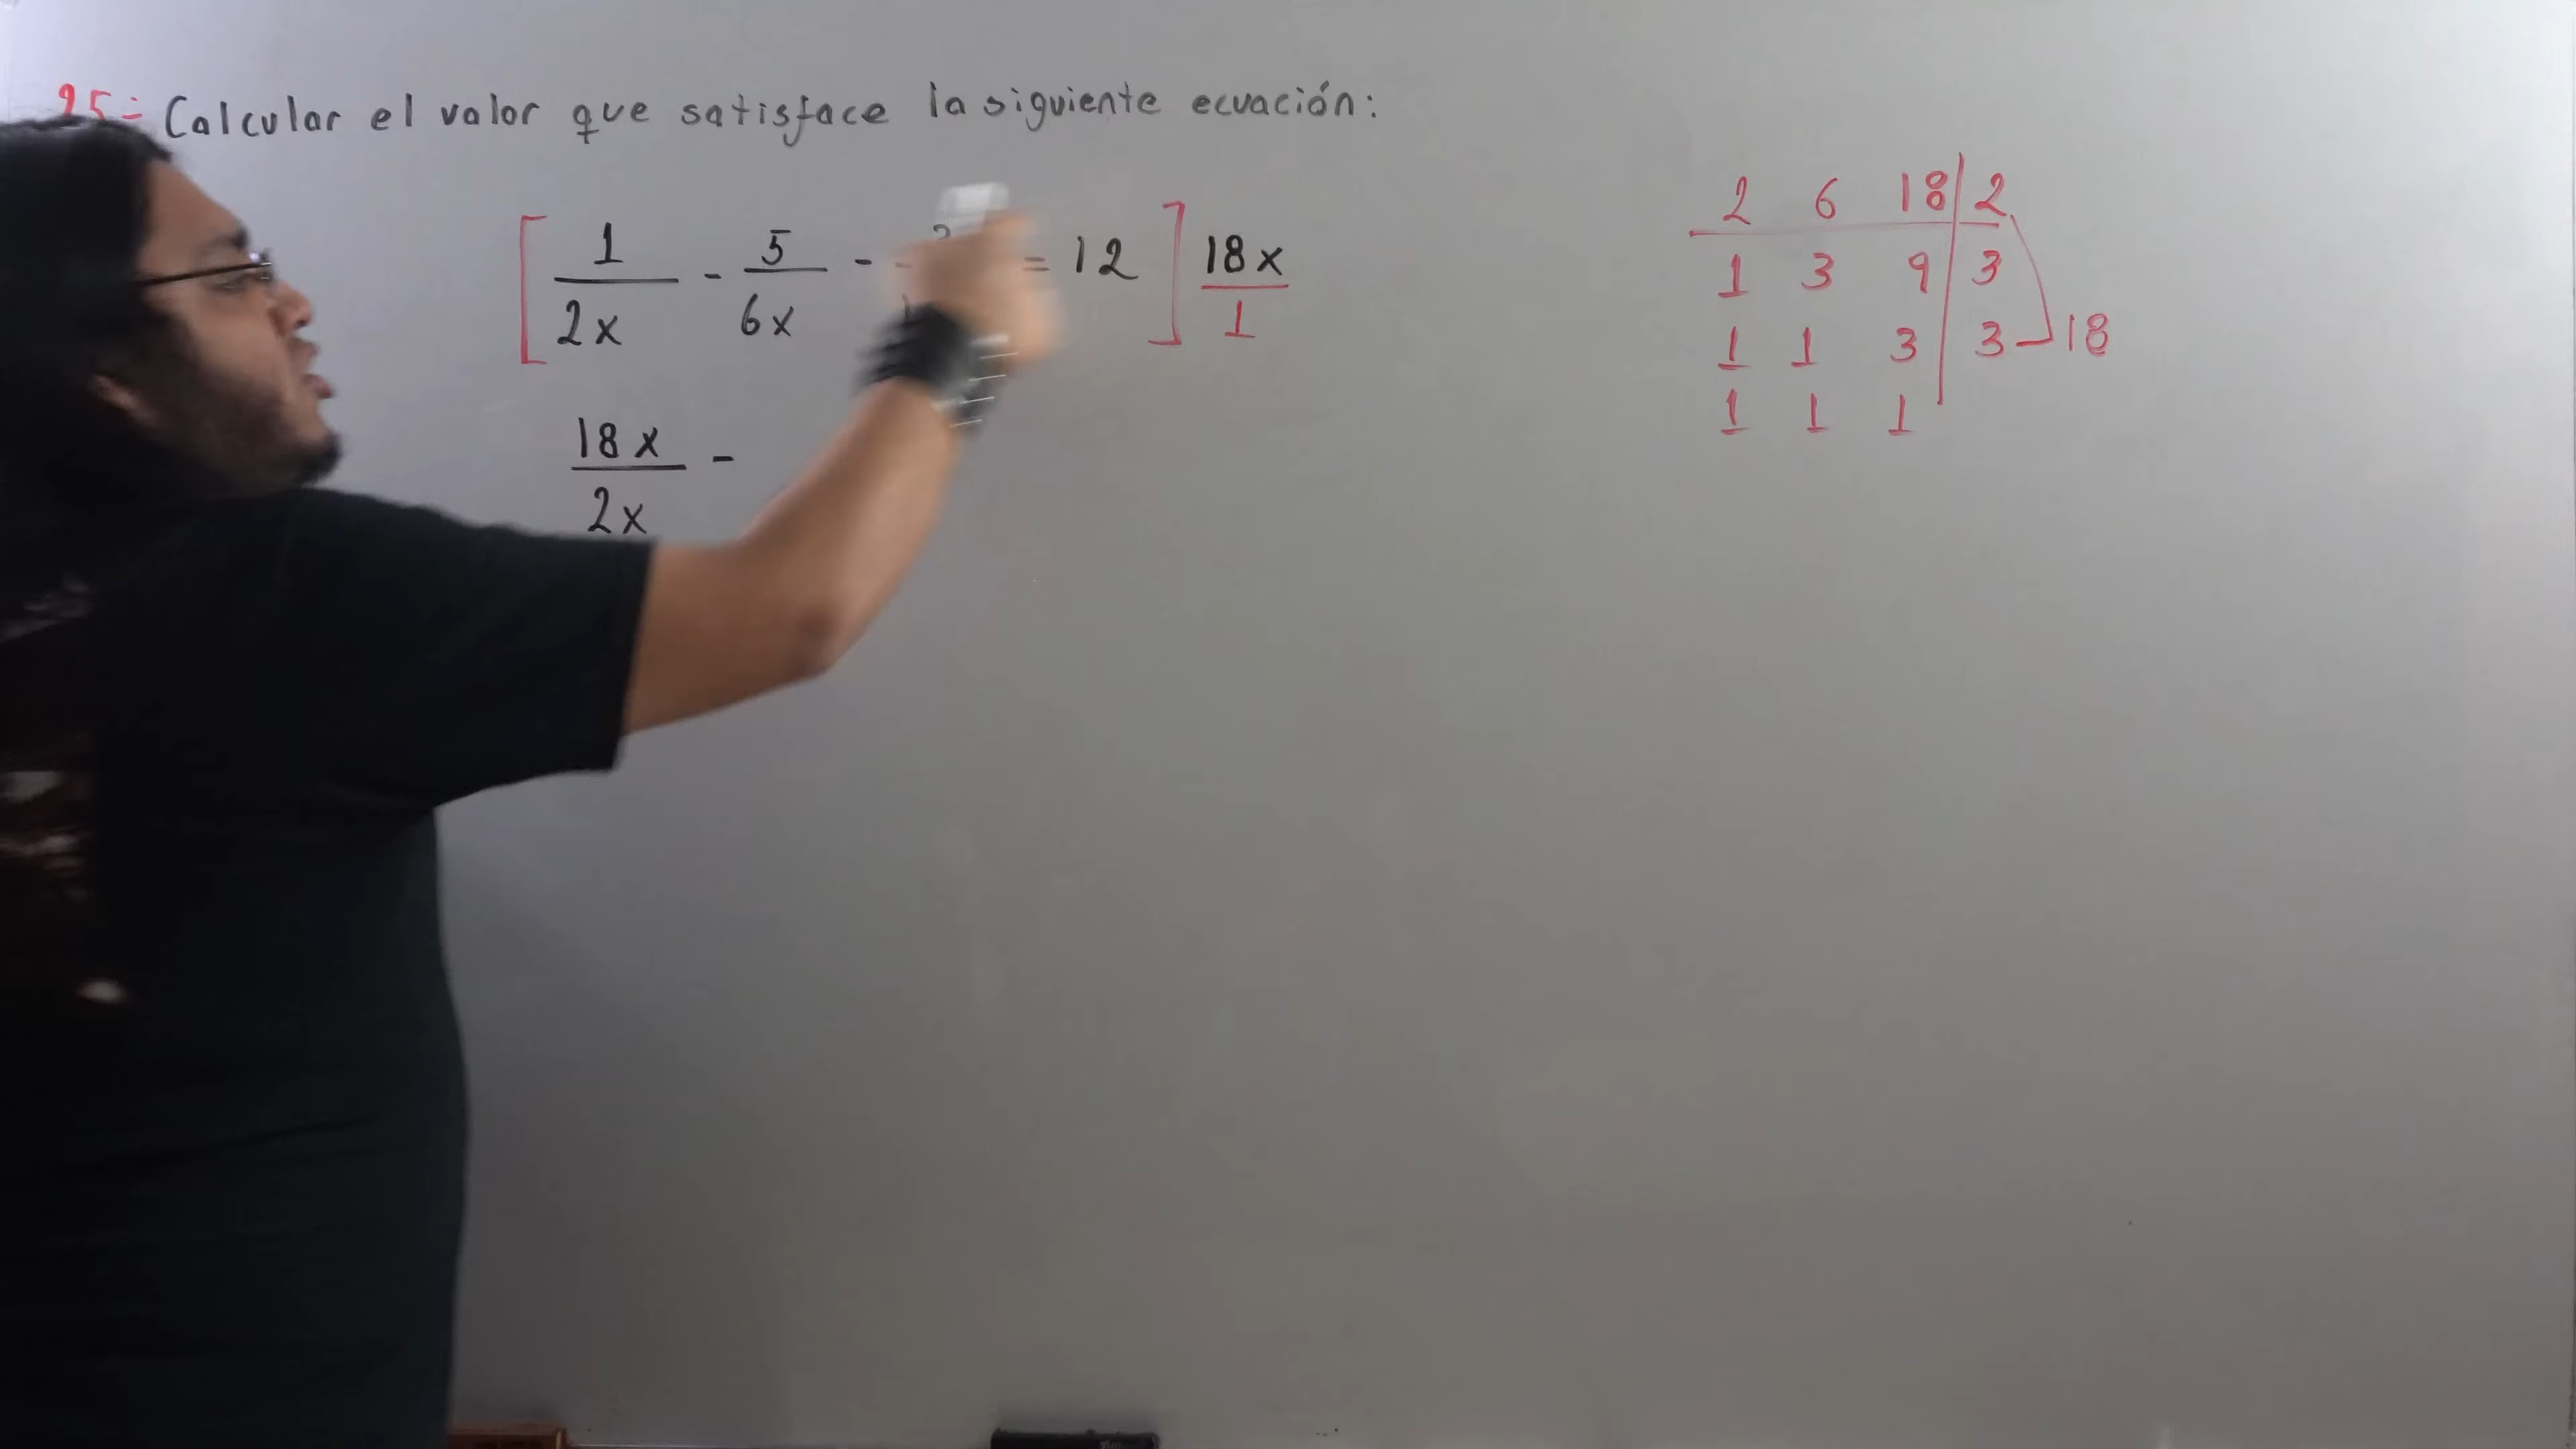 25= Calcular el valor que satisface la siguiente ecuación:
[ 1/2x - 5/6x - = 12 ] 18x/1
18x/2x -
2 6 18 | 2
1 3 9 | 3
1 1 3 | 3 18
1 1 1